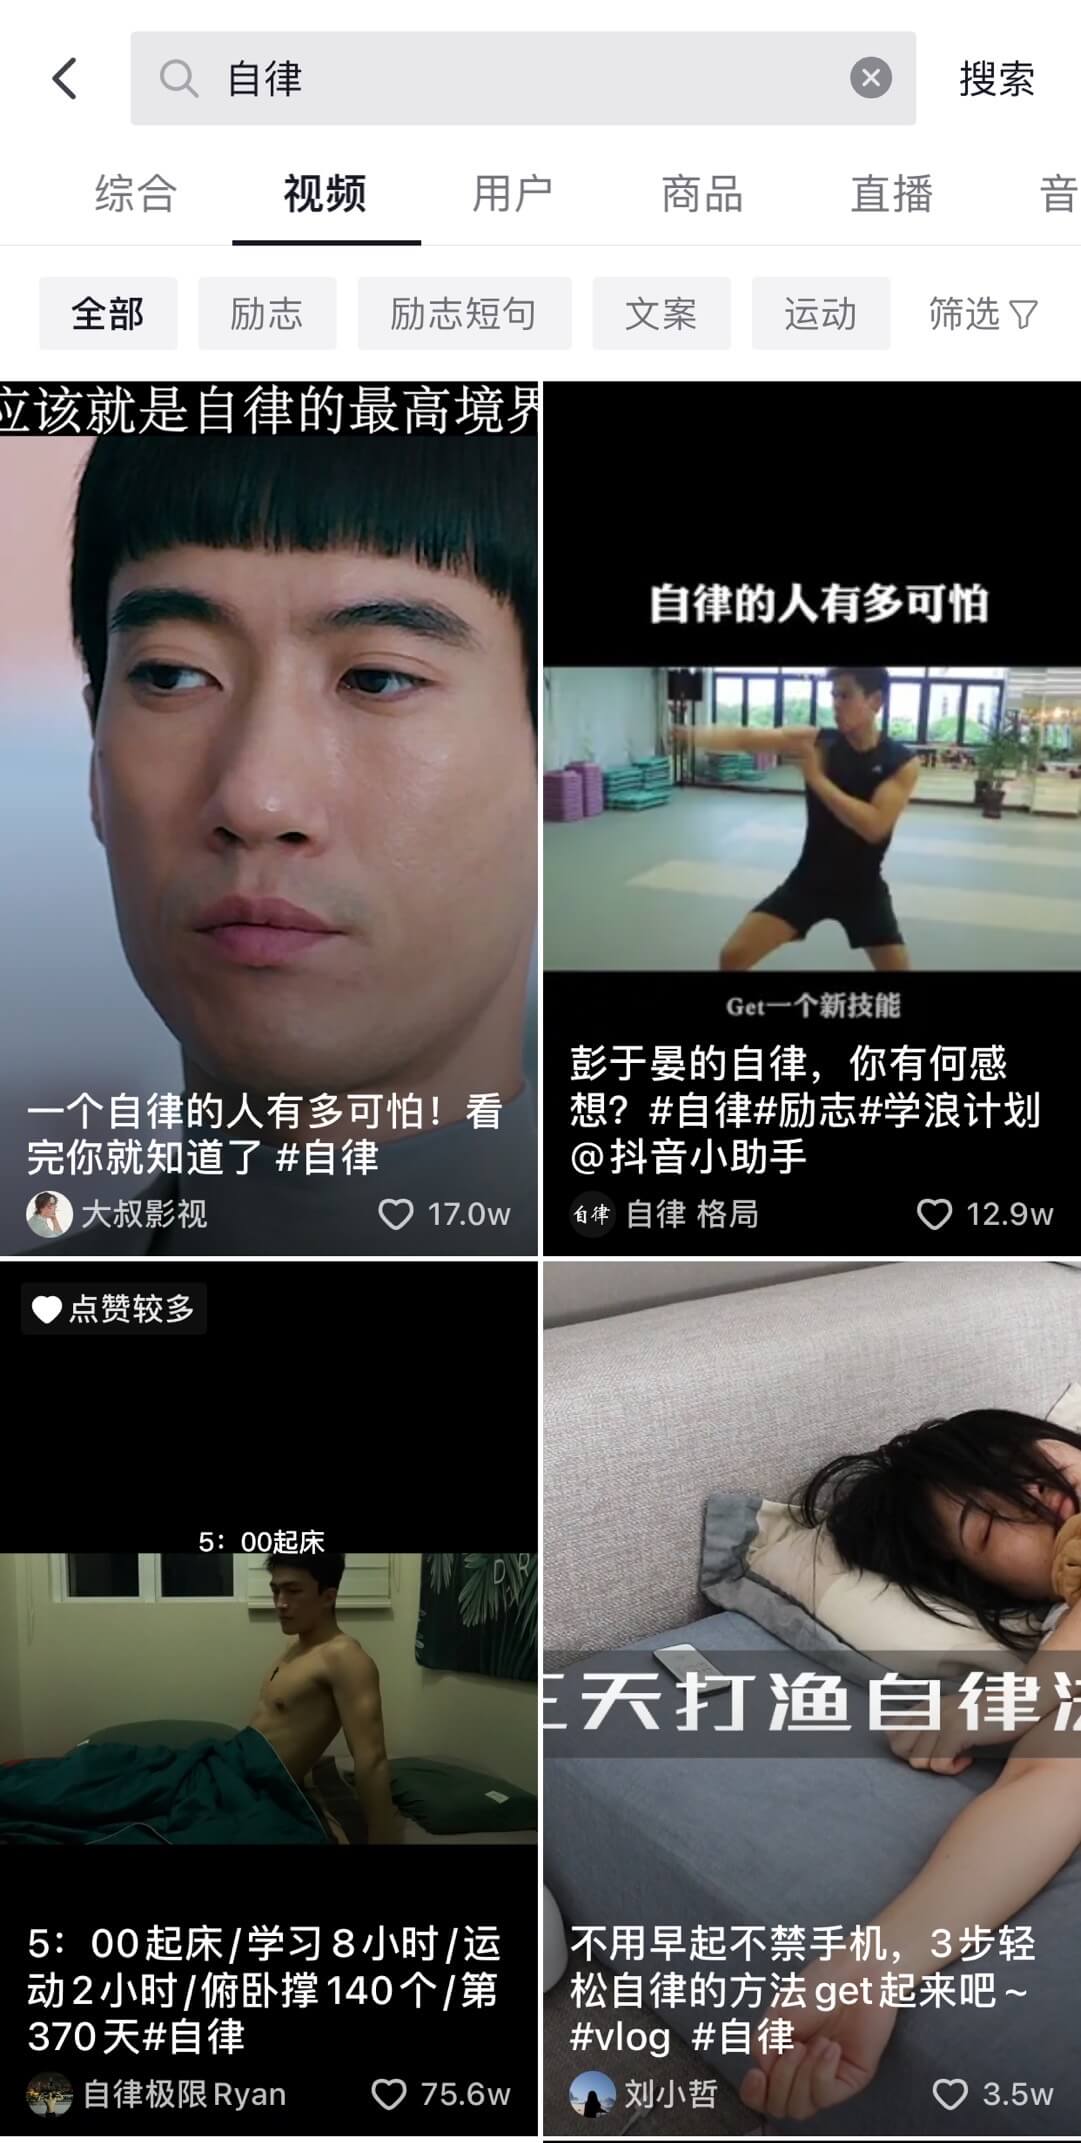 自律
搜索
综合 视频 用户 商品 直播 音
全部 励志 励志短句 文案 运动 筛选
应该就是自律的最高境界
一个自律的人有多可怕！看
完你就知道了 #自律
大叔影视 17.0w
自律的人有多可怕
Get一个新技能
彭于晏的自律，你有何感
想？#自律#励志#学浪计划
@抖音小助手
自律
自律 格局 12.9w
点赞较多
5：00起床
5：00起床/学习8小时/运
动2小时/俯卧撑140个/第
370天#自律
自律极限Ryan 75.6w
三天打渔自律法
不用早起不禁手机，3步轻
松自律的方法get起来吧~
#vlog #自律
刘小哲 3.5w